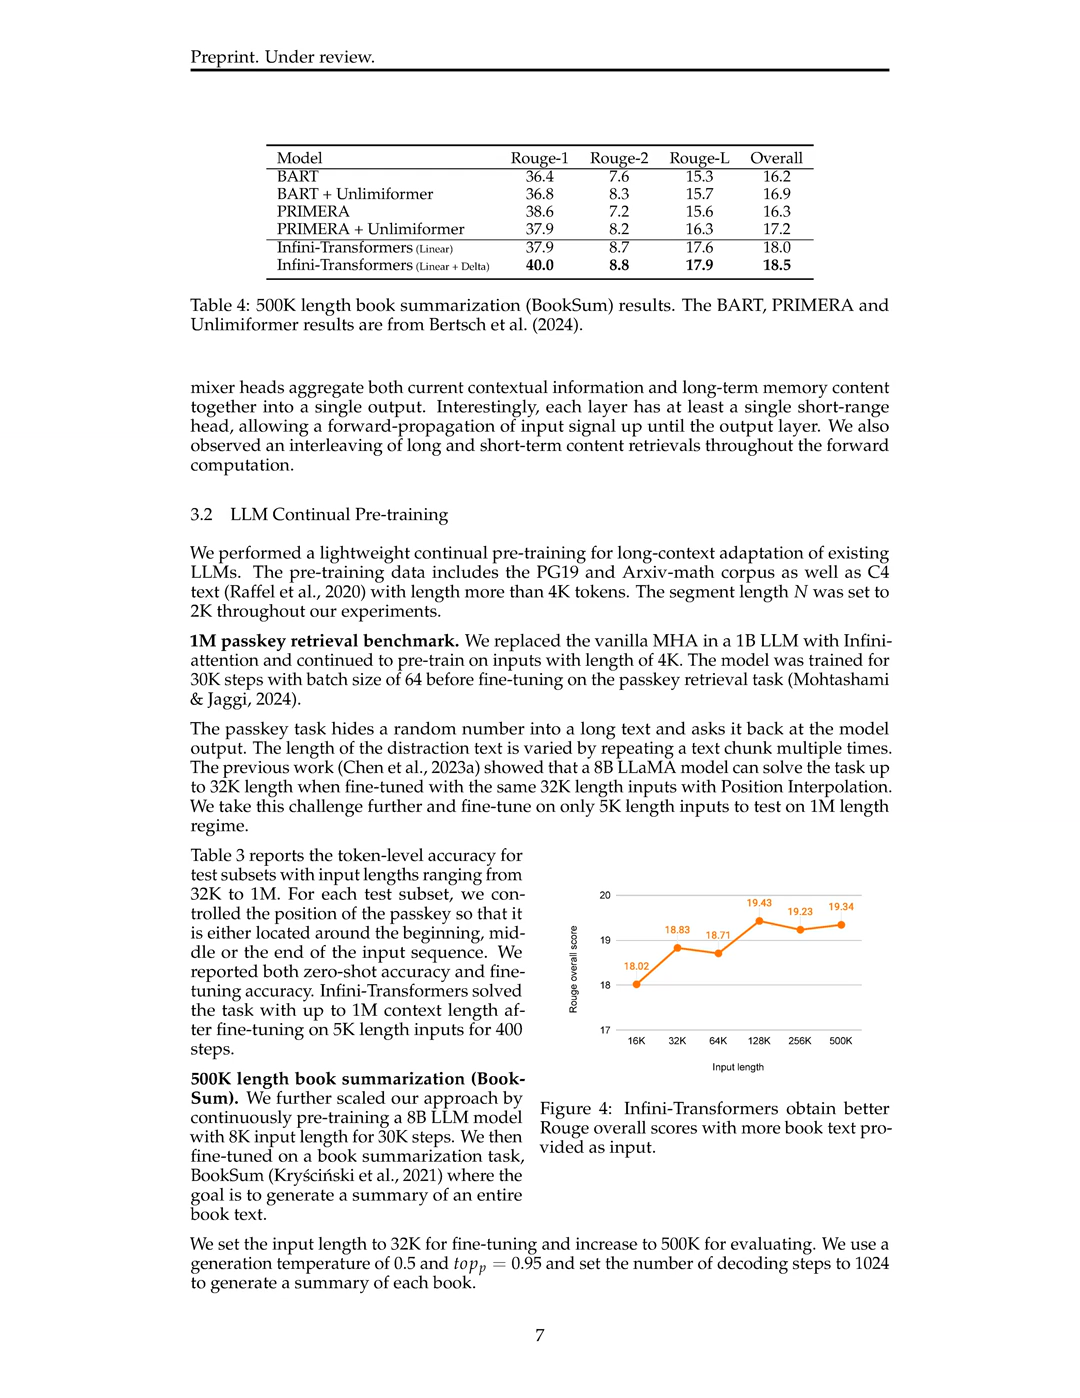 Preprint. Under review.
Model Rouge-1 Rouge-2 Rouge-L Overall
BART 36.4 7.6 15.3 16.2
BART + Unlimiformer 36.8 8.3 15.7 16.9
PRIMERA 38.6 7.2 15.6 16.3
PRIMERA + Unlimiformer 37.9 8.2 16.3 17.2
Infini-Transformers (Linear) 37.9 8.7 17.6 18.0
Infini-Transformers (Linear + Delta) 40.0 8.8 17.9 18.5
Table 4: 500K length book summarization (BookSum) results. The BART, PRIMERA and
Unlimiformer results are from Bertsch et al. (2024).
mixer heads aggregate both current contextual information and long-term memory content
together into a single output. Interestingly, each layer has at least a single short-range
head, allowing a forward-propagation of input signal up until the output layer. We also
observed an interleaving of long and short-term content retrievals throughout the forward
computation.
3.2 LLM Continual Pre-training
We performed a lightweight continual pre-training for long-context adaptation of existing
LLMs. The pre-training data includes the PG19 and Arxiv-math corpus as well as C4
text (Raffel et al., 2020) with length more than 4K tokens. The segment length N was set to
2K throughout our experiments.
1M passkey retrieval benchmark. We replaced the vanilla MHA in a 1B LLM with Infini-
attention and continued to pre-train on inputs with length of 4K. The model was trained for
30K steps with batch size of 64 before fine-tuning on the passkey retrieval task (Mohtashami
& Jaggi, 2024).
The passkey task hides a random number into a long text and asks it back at the model
output. The length of the distraction text is varied by repeating a text chunk multiple times.
The previous work (Chen et al., 2023a) showed that a 8B LLaMA model can solve the task up
to 32K length when fine-tuned with the same 32K length inputs with Position Interpolation.
We take this challenge further and fine-tune on only 5K length inputs to test on 1M length
regime.
Table 3 reports the token-level accuracy for
test subsets with input lengths ranging from
32K to 1M. For each test subset, we con-
trolled the position of the passkey so that it
is either located around the beginning, mid-
dle or the end of the input sequence. We
reported both zero-shot accuracy and fine-
tuning accuracy. Infini-Transformers solved
the task with up to 1M context length af-
ter fine-tuning on 5K length inputs for 400
steps.
500K length book summarization (Book-
Sum). We further scaled our approach by
continuously pre-training a 8B LLM model
with 8K input length for 30K steps. We then
fine-tuned on a book summarization task,
BookSum (Kryściński et al., 2021) where the
goal is to generate a summary of an entire
book text.
Rouge overall score
20
19
18
17
18.02
18.83
18.71
19.43
19.23
19.34
16K 32K 64K 128K 256K 500K
Input length
Figure 4: Infini-Transformers obtain better
Rouge overall scores with more book text pro-
vided as input.
We set the input length to 32K for fine-tuning and increase to 500K for evaluating. We use a
generation temperature of 0.5 and top_p = 0.95 and set the number of decoding steps to 1024
to generate a summary of each book.
7